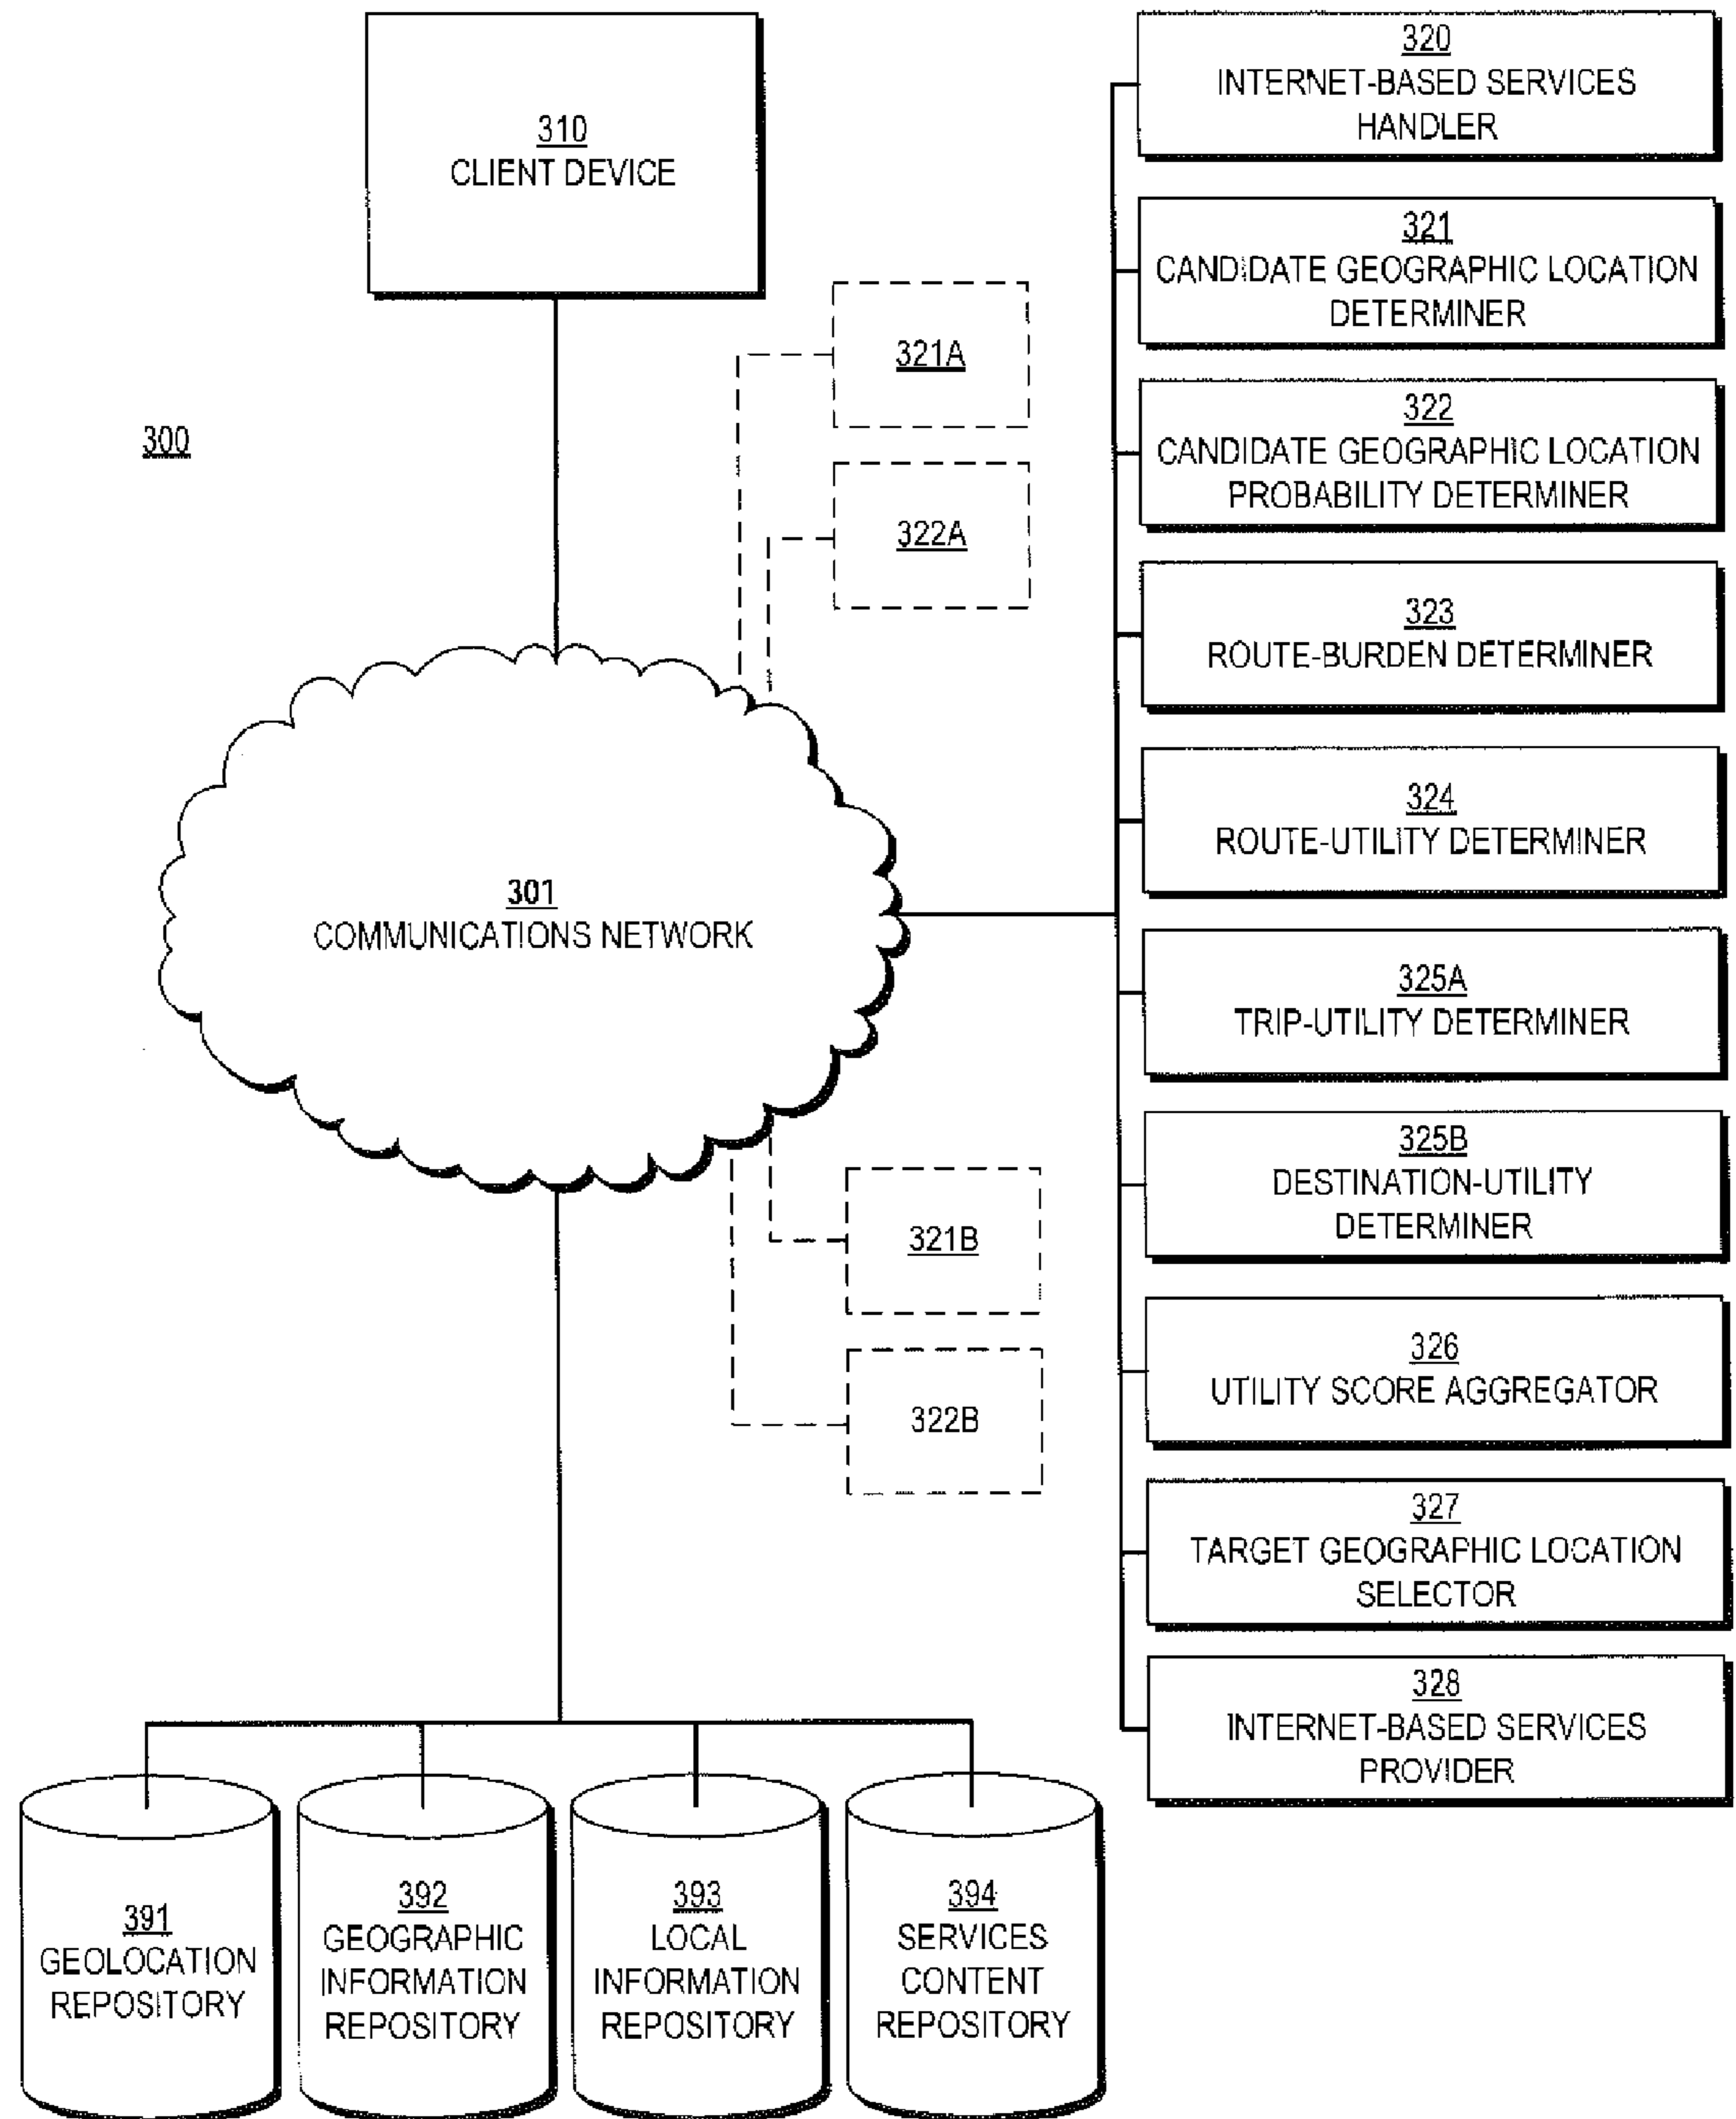 310
CLIENT DEVICE
300
321A
322A
301
COMMUNICATIONS NETWORK
321B
322B
320
INTERNET-BASED SERVICES
HANDLER
321
CANDIDATE GEOGRAPHIC LOCATION
DETERMINER
322
CANDIDATE GEOGRAPHIC LOCATION
PROBABILITY DETERMINER
323
ROUTE-BURDEN DETERMINER
324
ROUTE-UTILITY DETERMINER
325A
TRIP-UTILITY DETERMINER
325B
DESTINATION-UTILITY
DETERMINER
326
UTILITY SCORE AGGREGATOR
327
TARGET GEOGRAPHIC LOCATION
SELECTOR
328
INTERNET-BASED SERVICES
PROVIDER
391
GEOLOCATION
REPOSITORY
392
GEOGRAPHIC
INFORMATION
REPOSITORY
393
LOCAL
INFORMATION
REPOSITORY
394
SERVICES
CONTENT
REPOSITORY